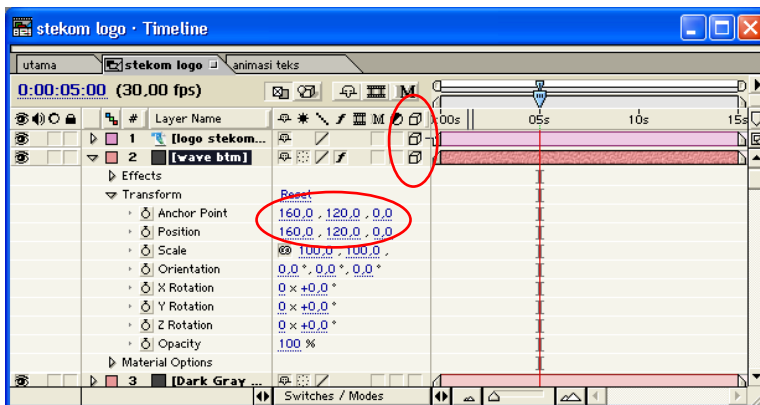 stekom logo · Timeline
utama stekom logo animasi teks
0:00:05:00 (30,00 fps)
# Layer Name 00s 05s 10s 15s
1 [logo stekom...
2 [wave btm]
Effects
Transform Reset
Anchor Point 160,0 , 120,0 , 0,0
Position 160,0 , 120,0 , 0,0
Scale 100,0 , 100,0 ,
Orientation 0,0 °, 0,0 °, 0,0 °
X Rotation 0 x +0,0 °
Y Rotation 0 x +0,0 °
Z Rotation 0 x +0,0 °
Opacity 100 %
Material Options
3 [Dark Gray ...
Switches / Modes